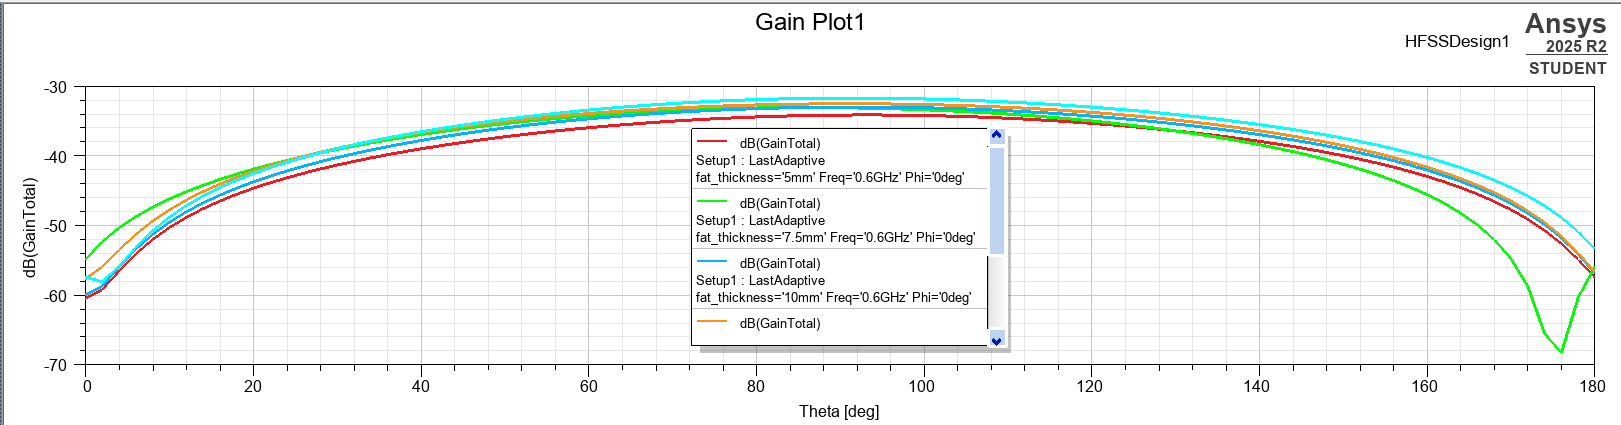 Gain Plot1
HFSSDesign1
Ansys
2025 R2
STUDENT
dB(GainTotal)
-30
-40
-50
-60
-70
dB(GainTotal)
Setup1 : LastAdaptive
fat_thickness='5mm' Freq='0.6GHz' Phi='0deg'
dB(GainTotal)
Setup1 : LastAdaptive
fat_thickness='7.5mm' Freq='0.6GHz' Phi='0deg'
dB(GainTotal)
Setup1 : LastAdaptive
fat_thickness='10mm' Freq='0.6GHz' Phi='0deg'
dB(GainTotal)
0 20 40 60 80 100 120 140 160 180
Theta [deg]